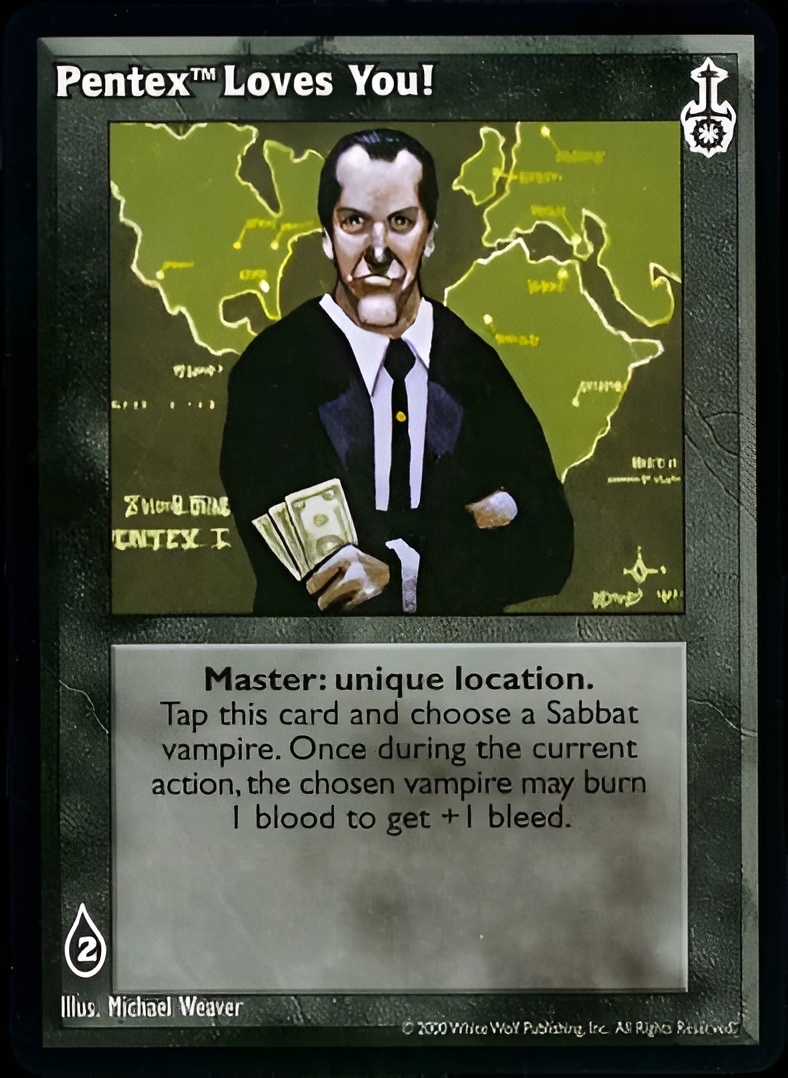 Pentex™ Loves You!
Master: unique location.
Tap this card and choose a Sabbat
vampire. Once during the current
action, the chosen vampire may burn
1 blood to get +1 bleed.
2
Illus. Michael Weaver
© 2000 White Wolf Publishing, Inc. All Rights Reserved.